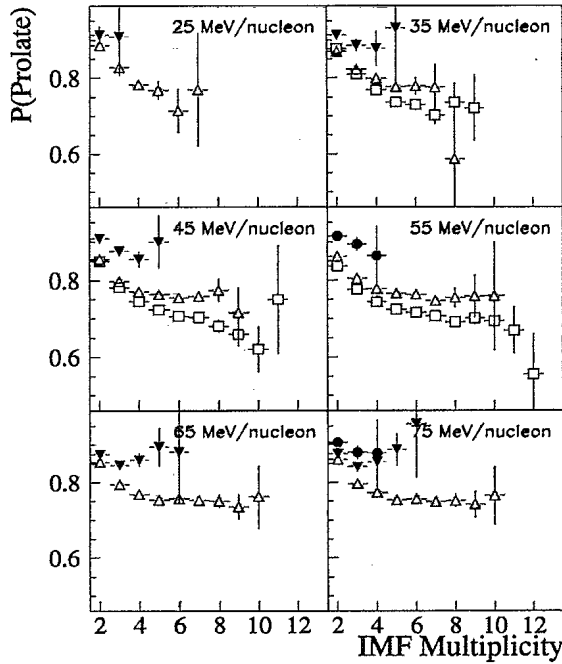 25 MeV/nucleon 35 MeV/nucleon
P(Prolate)
0.8
0.6
45 MeV/nucleon 55 MeV/nucleon
0.8
0.6
65 MeV/nucleon 75 MeV/nucleon
0.8
0.6
2 4 6 8 10 12 2 4 6 8 10 12
IMF Multiplicity